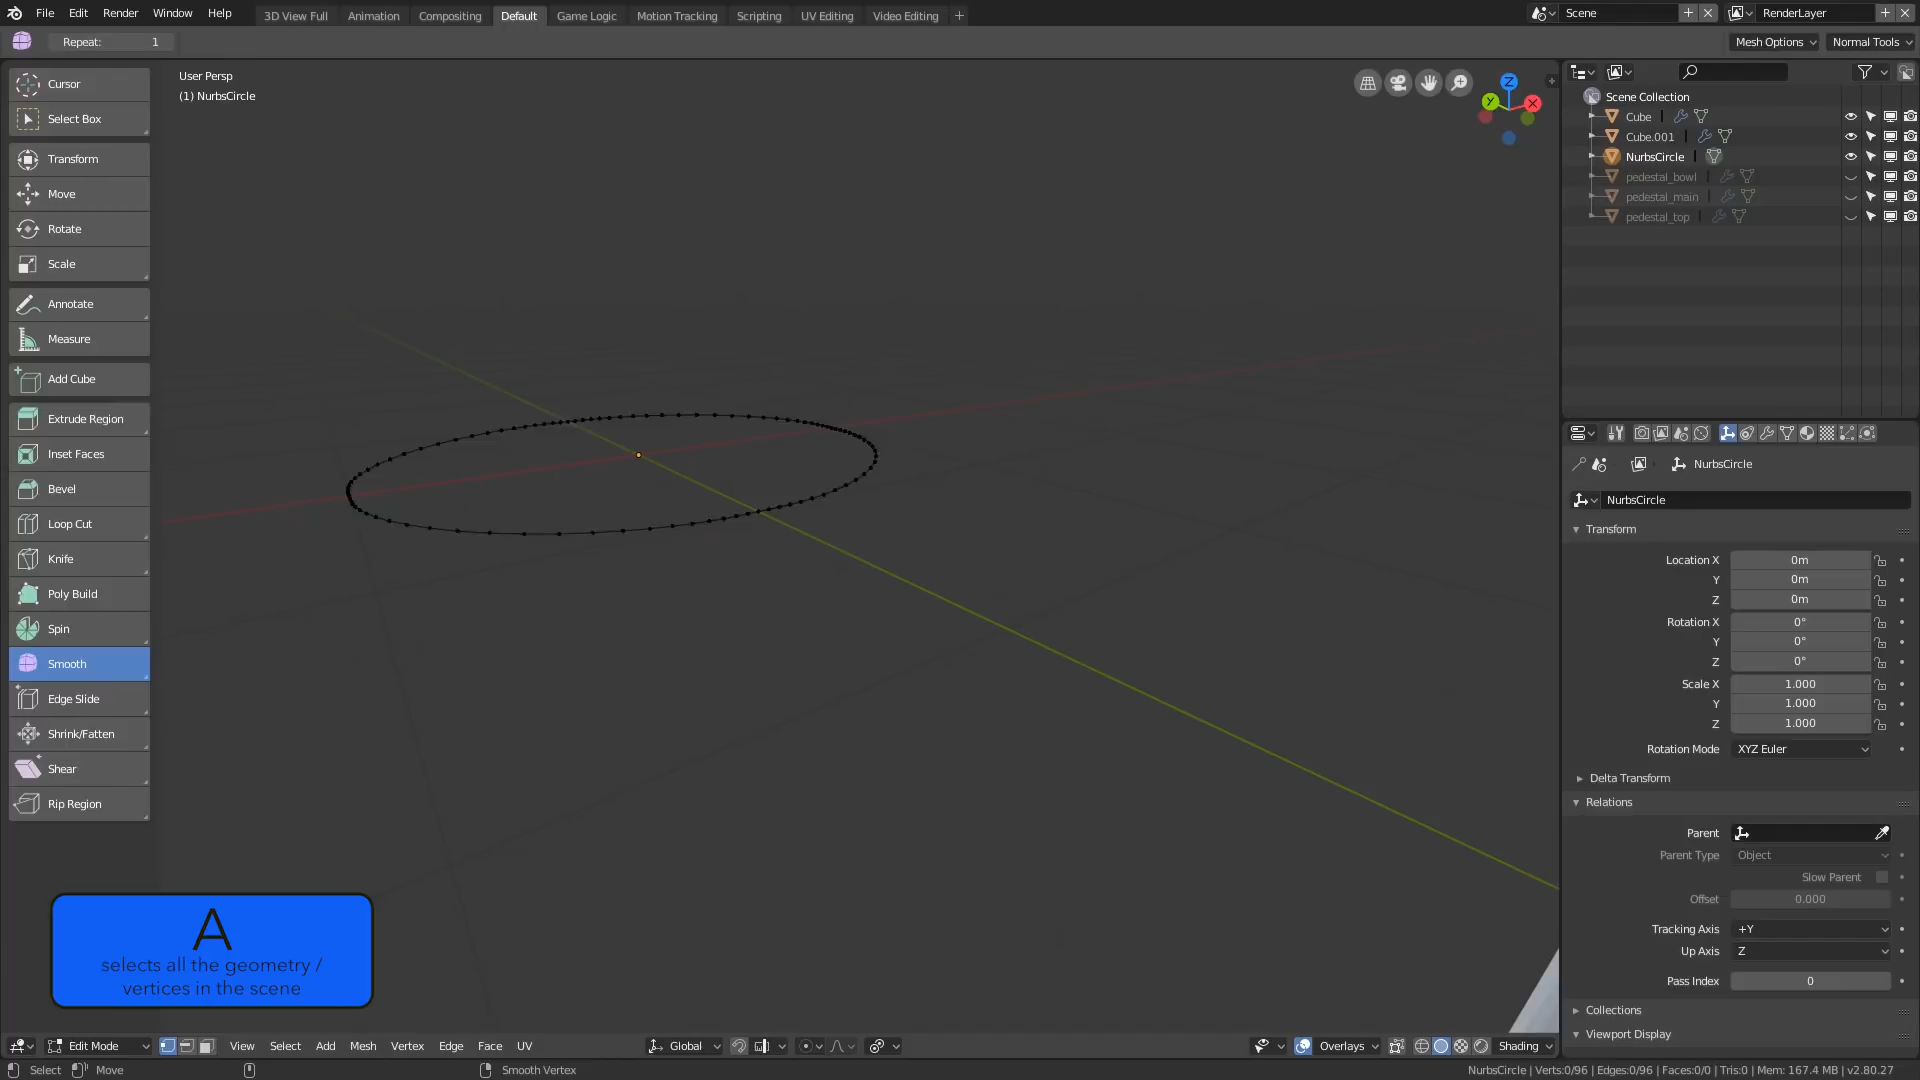 File Edit Render Window Help
3D View Full Animation Compositing Default Game Logic Motion Tracking Scripting UV Editing Video Editing
Scene
RenderLayer
Repeat: 1
Mesh Options Normal Tools
Cursor
Select Box
Transform
Move
Rotate
Scale
Annotate
Measure
Add Cube
Extrude Region
Inset Faces
Bevel
Loop Cut
Knife
Poly Build
Spin
Smooth
Edge Slide
Shrink/Fatten
Shear
Rip Region
User Persp
(1) NurbsCircle
Z
Y
X
Scene Collection
Cube
Cube.001
NurbsCircle
pedestal_bowl
pedestal_main
pedestal_top
NurbsCircle
NurbsCircle
Transform
Location X 0m
Y 0m
Z 0m
Rotation X 0°
Y 0°
Z 0°
Scale X 1.000
Y 1.000
Z 1.000
Rotation Mode XYZ Euler
Delta Transform
Relations
Parent
Parent Type Object
Slow Parent
Offset 0.000
Tracking Axis +Y
Up Axis Z
Pass Index 0
Collections
Viewport Display
A
selects all the geometry /
vertices in the scene
Edit Mode View Select Add Mesh Vertex Edge Face UV Global Overlays Shading
Select Move Smooth Vertex NurbsCircle | Verts:0/96 | Edges:0/96 | Faces:0/0 | Tris:0 | Mem: 167.4 MB | v2.80.27